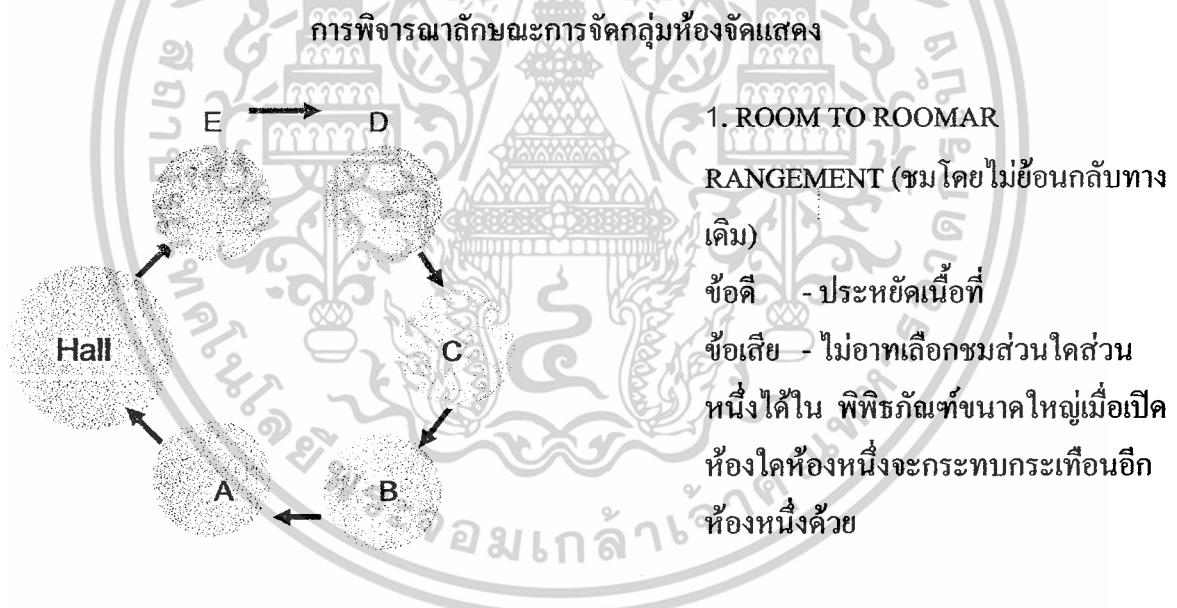 การพิจารณาลักษณะการจัดกลุ่มห้องจัดแสดง
E
D
Hall
C
A
B
1. ROOM TO ROOMAR
RANGEMENT (ชมโดยไม่ย้อนกลับทาง
เดิม)
ข้อดี - ประหยัดเนื้อที่
ข้อเสีย - ไม่อาทเลือกชมส่วนใดส่วน
หนึ่งได้ใน พิพิธภัณฑ์ขนาดใหญ่เมื่อเปิด
ห้องใดห้องหนึ่งจะกระทบกระเทือนอีก
ห้องหนึ่งด้วย